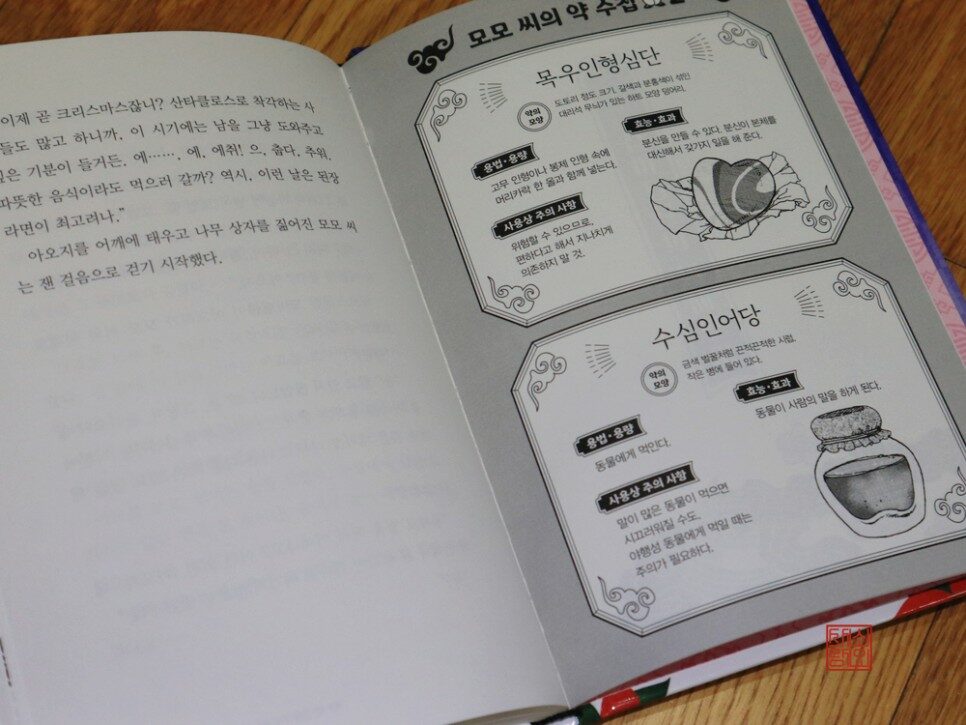 이제 곧 크리스마스잖니? 산타클로스로 착각하는 사
들도 많고 하니까, 이 시기에는 남을 그냥 도와주고
은 기분이 들거든. 에……, 에, 에취! 으, 춥다, 추워.
따뜻한 음식이라도 먹으러 갈까? 역시, 이런 날은 된장
라면이 최고려나.”
아오지를 어깨에 태우고 나무 상자를 짊어진 모모 씨
는 잰 걸음으로 걷기 시작했다.
모모 씨의 약 수집
목우인형심단
약의
모양
도토리 정도 크기, 갈색과 분홍색이 섞인
대리석 무늬가 있는 하트 모양 덩어리.
효능·효과
분신을 만들 수 있다. 분신이 본체를
대신해서 갖가지 일을 해 준다.
용법·용량
고무 인형이나 봉제 인형 속에
머리카락 한 올과 함께 넣는다.
사용상 주의 사항
위험할 수 있으므로,
편하다고 해서 지나치게
의존하지 말 것.
수심인어당
약의
모양
금색 벌꿀처럼 끈적끈적한 시럽.
작은 병에 들어 있다.
효능·효과
동물이 사람의 말을 하게 된다.
용법·용량
동물에게 먹인다.
사용상 주의 사항
말이 많은 동물이 먹으면
시끄러워질 수도.
야행성 동물에게 먹일 때는
주의가 필요하다.